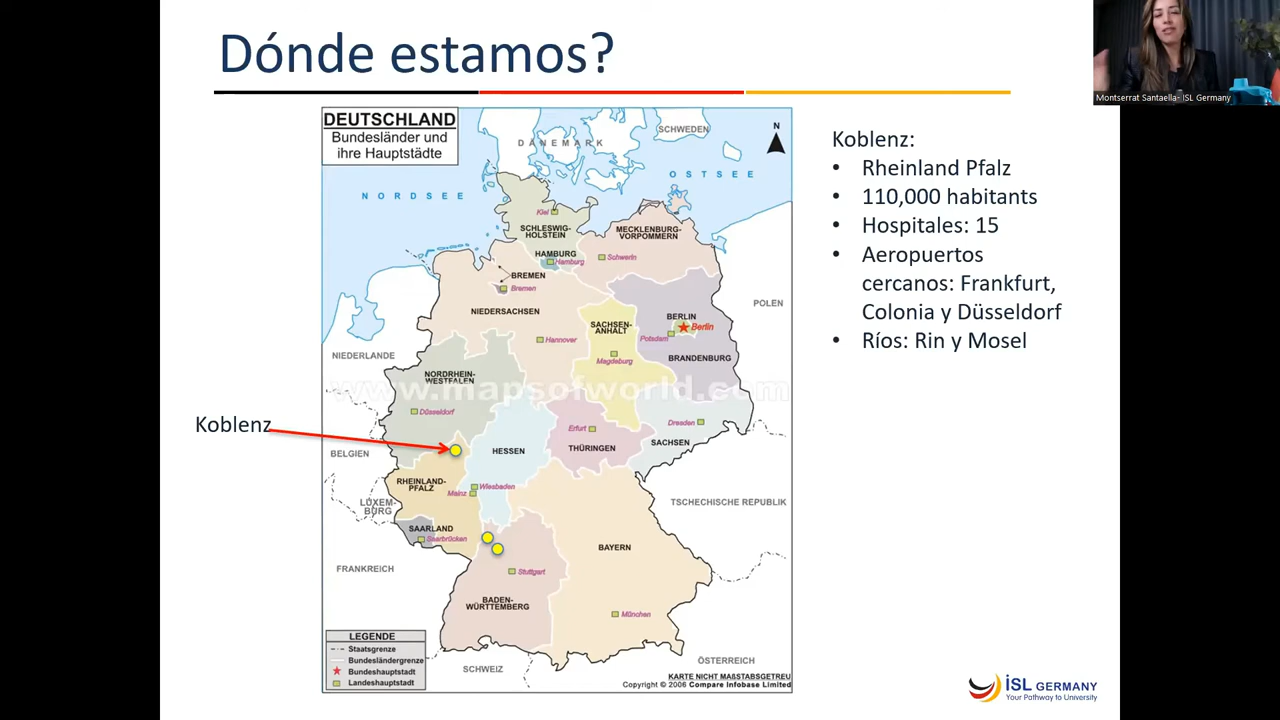 Dónde estamos?
Montserrat Santaella- ISL Germany
DEUTSCHLAND
Bundesländer und
ihre Hauptstädte
SCHWEDEN
DÄNEMARK
N
NORDSEE
OSTSEE
Kiel
SCHLESWIG-
HOLSTEIN
MECKLENBURG-
VORPOMMERN
HAMBURG
Hamburg
Schwerin
BREMEN
Bremen
POLEN
NIEDERSACHSEN
BERLIN
Berlin
SACHSEN-
ANHALT
Potsdam
Hannover
NIEDERLANDE
Magdeburg
BRANDENBURG
NORDRHEIN-
WESTFALEN
www.mapsofworld.com
Düsseldorf
Erfurt
Dresden
Koblenz
SACHSEN
THÜRINGEN
HESSEN
BELGIEN
RHEINLAND-
PFALZ
Wiesbaden
Mainz
LUXEM-
BURG
TSCHECHISCHE REPUBLIK
SAARLAND
Saarbrücken
BAYERN
FRANKREICH
Stuttgart
BADEN-
WÜRTTEMBERG
München
LEGENDE
Staatsgrenze
Bundesländergrenze
Bundeshauptstadt
Landeshauptstadt
SCHWEIZ
ÖSTERREICH
KARTE NICHT MAßSTABSGETREU
Copyright © 2006 Compare Infobase Limited
Koblenz:
• Rheinland Pfalz
• 110,000 habitants
• Hospitales: 15
• Aeropuertos
cercanos: Frankfurt,
Colonia y Düsseldorf
• Ríos: Rin y Mosel
iSL GERMANY
Your Pathway to University